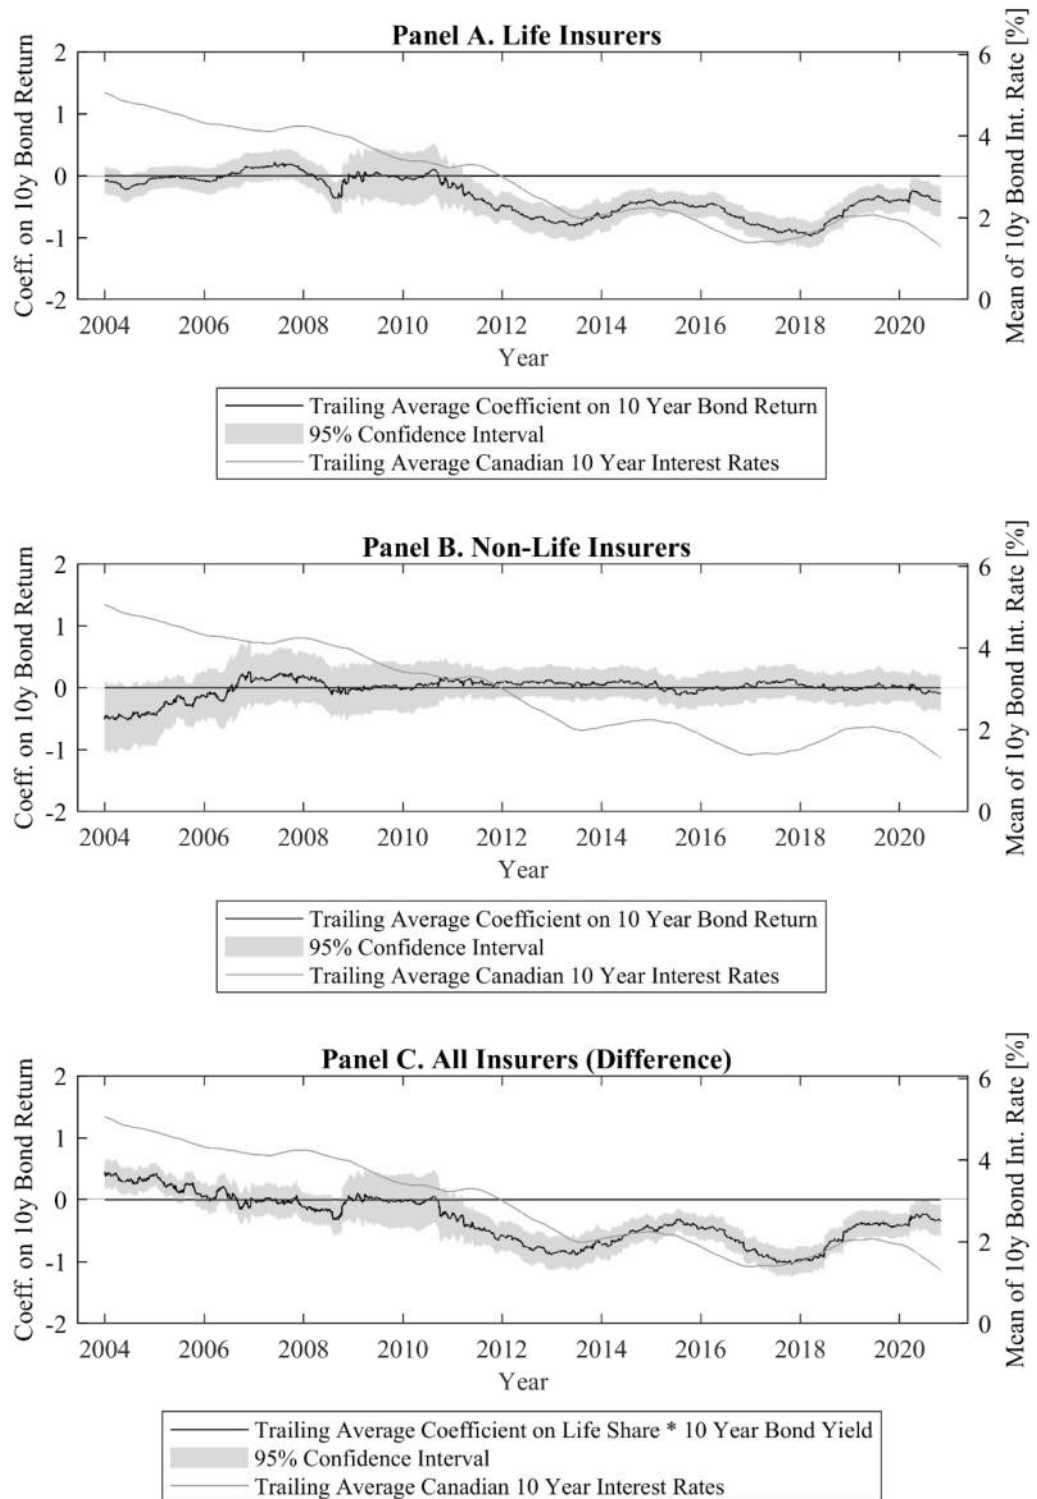 Panel A. Life Insurers
Coeff. on 10y Bond Return
2
1
0
-1
-2
6
4
2
0
Mean of 10y Bond Int. Rate [%]
2004 2006 2008 2010 2012 2014 2016 2018 2020
Year
Trailing Average Coefficient on 10 Year Bond Return
95% Confidence Interval
Trailing Average Canadian 10 Year Interest Rates
Panel B. Non-Life Insurers
Coeff. on 10y Bond Return
2
1
0
-1
-2
6
4
2
0
Mean of 10y Bond Int. Rate [%]
2004 2006 2008 2010 2012 2014 2016 2018 2020
Year
Trailing Average Coefficient on 10 Year Bond Return
95% Confidence Interval
Trailing Average Canadian 10 Year Interest Rates
Panel C. All Insurers (Difference)
Coeff. on 10y Bond Return
2
1
0
-1
-2
6
4
2
0
Mean of 10y Bond Int. Rate [%]
2004 2006 2008 2010 2012 2014 2016 2018 2020
Year
Trailing Average Coefficient on Life Share * 10 Year Bond Yield
95% Confidence Interval
Trailing Average Canadian 10 Year Interest Rates